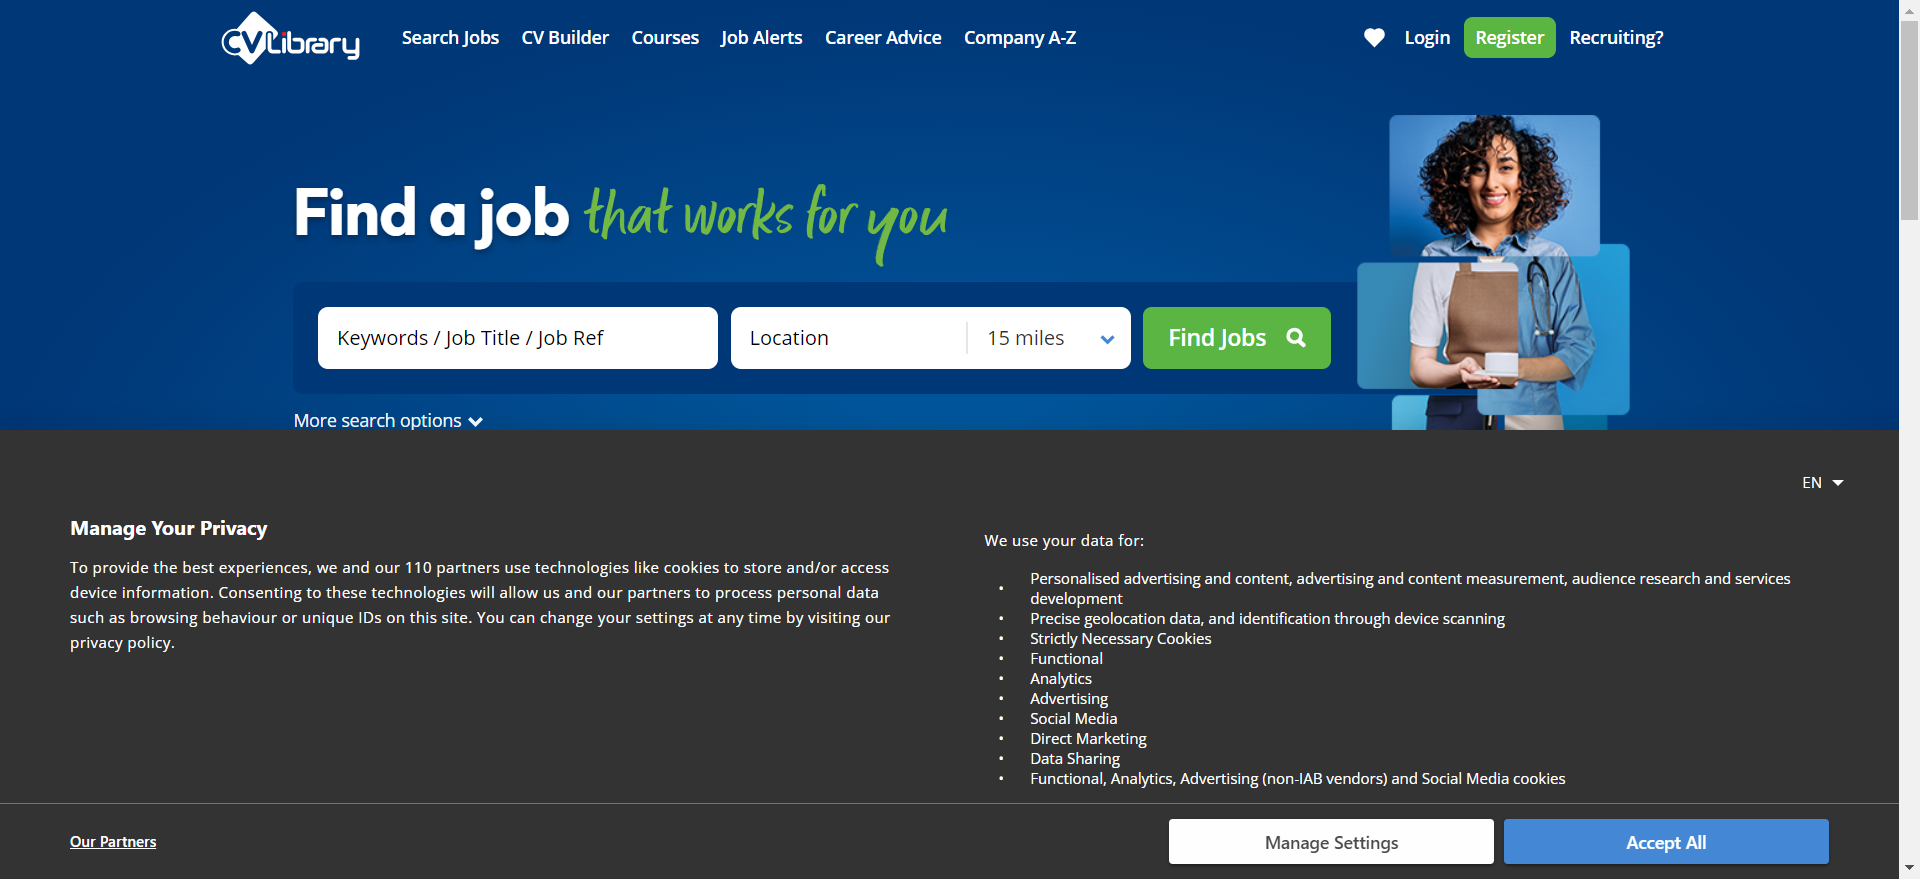 CVLibrary
Search Jobs
CV Builder
Courses
Job Alerts
Career Advice
Company A-Z
Login
Register
Recruiting?
Find a job that works for you
Keywords / Job Title / Job Ref
Location
15 miles
Find Jobs
More search options
EN
Manage Your Privacy
To provide the best experiences, we and our 110 partners use technologies like cookies to store and/or access
device information. Consenting to these technologies will allow us and our partners to process personal data
such as browsing behaviour or unique IDs on this site. You can change your settings at any time by visiting our
privacy policy.
We use your data for:
• Personalised advertising and content, advertising and content measurement, audience research and services
development
• Precise geolocation data, and identification through device scanning
• Strictly Necessary Cookies
• Functional
• Analytics
• Advertising
• Social Media
• Direct Marketing
• Data Sharing
• Functional, Analytics, Advertising (non-IAB vendors) and Social Media cookies
Our Partners
Manage Settings
Accept All